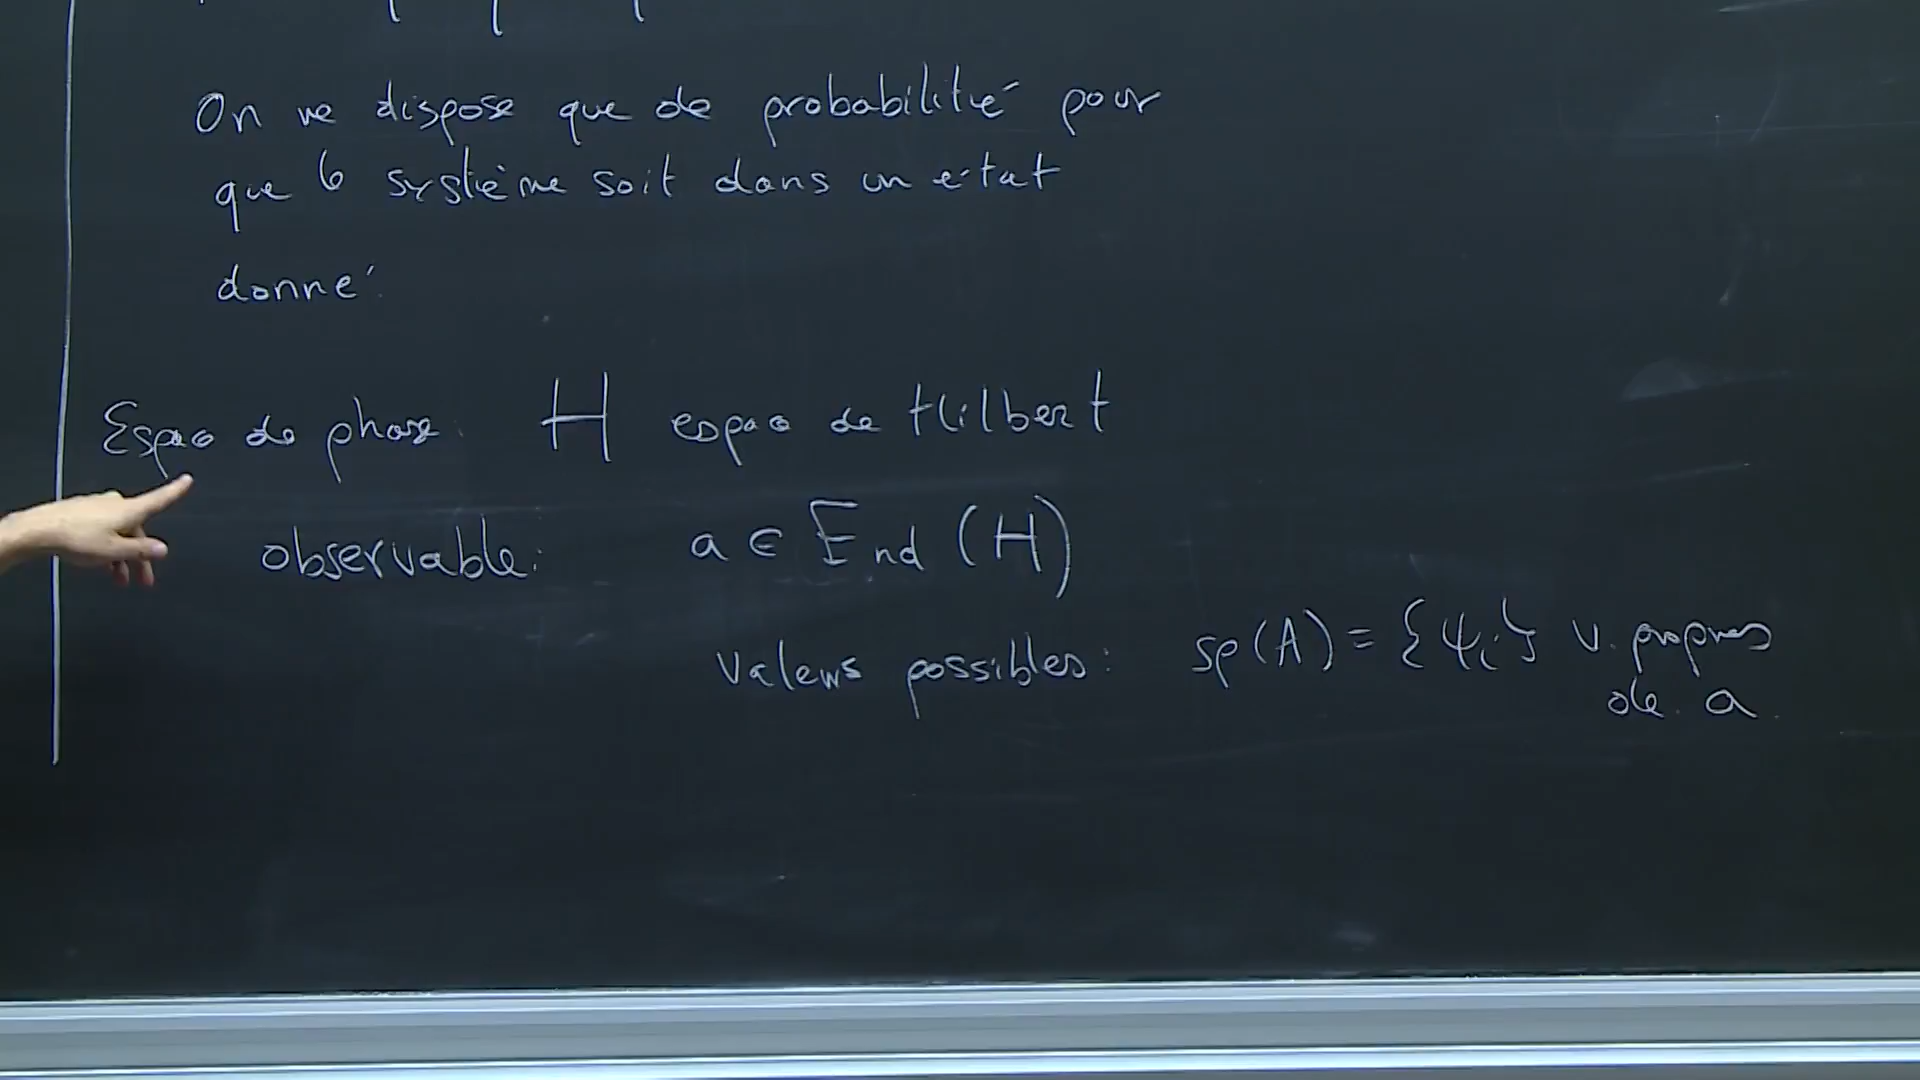 On ne dispose que de probabilité pour
que le système soit dans un état
donné.
Espace de phase: H espace de Hilbert
observable: a ∈ End (H)
valeurs possibles: sp(A) = {ψi} v. propres
de a.